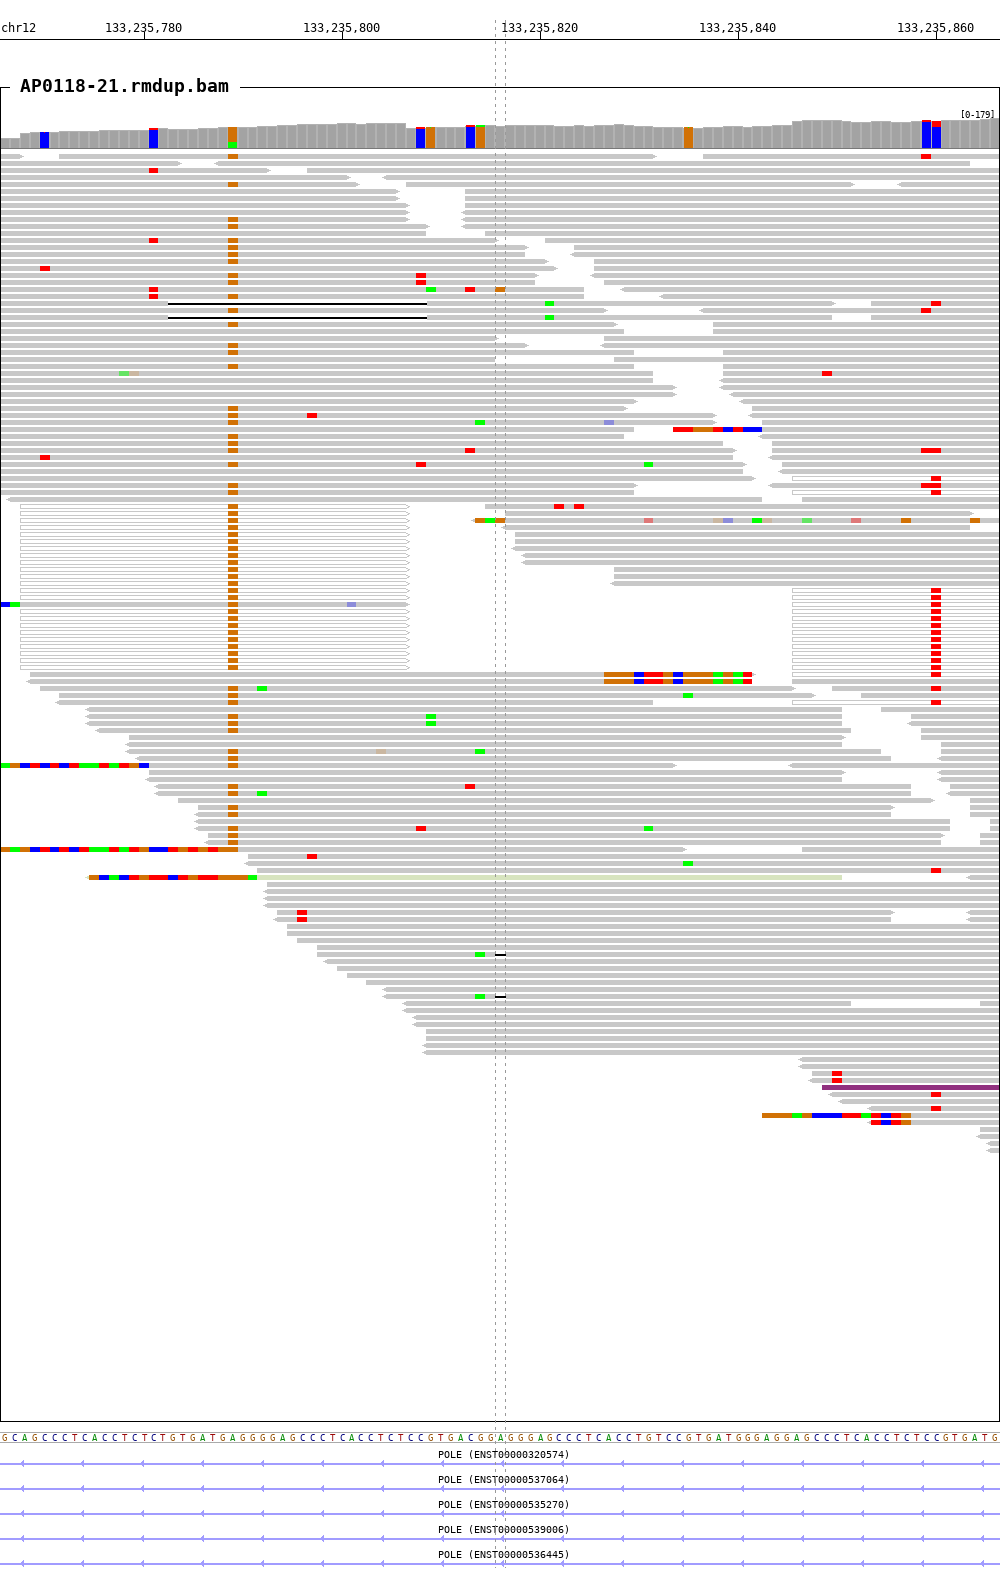 chr12 133,235,780 133,235,800 133,235,820 133,235,840 133,235,860
AP0118-21.rmdup.bam
[0-179]
GCAGCCCTCACCTCTCTGTGATGAGGGGAGCCCTCACCTCTCCGTGACGGAGGGAGCCCTCACCTGTCCGTGATGGGAGGAGCCCTCACCTCTCCGTGATG
POLE (ENST00000320574)
POLE (ENST00000537064)
POLE (ENST00000535270)
POLE (ENST00000539006)
POLE (ENST00000536445)